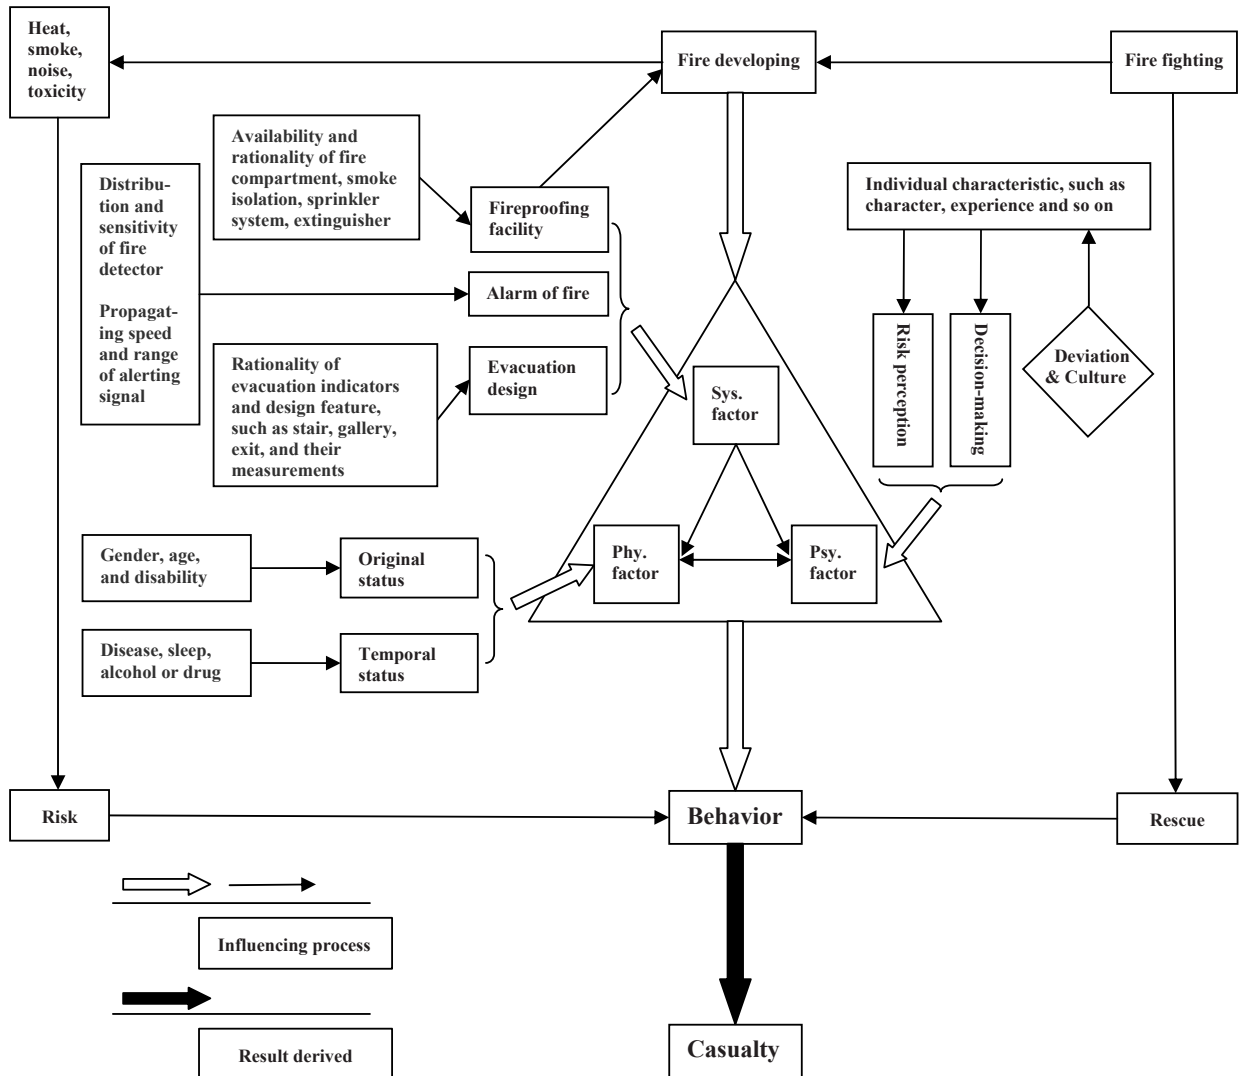 Heat,
smoke,
noise,
toxicity
Fire developing
Fire fighting
Availability and
rationality of fire
compartment, smoke
isolation, sprinkler
system, extinguisher
Distribu-
tion and
sensitivity
of fire
detector
Propagat-
ing speed
and range
of alerting
signal
Fireproofing
facility
Individual characteristic, such as
character, experience and so on
Alarm of fire
Rationality of
evacuation indicators
and design feature,
such as stair, gallery,
exit, and their
measurements
Evacuation
design
Risk perception
Decision-making
Deviation
& Culture
Sys.
factor
Phy.
factor
Psy.
factor
Gender, age,
and disability
Original
status
Disease, sleep,
alcohol or drug
Temporal
status
Risk
Behavior
Rescue
Influencing process
Result derived
Casualty